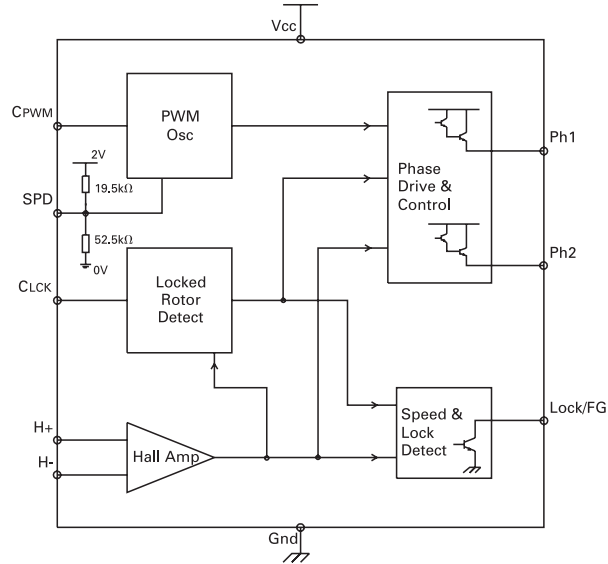 Vcc
CPWM
PWM
Osc
2V
19.5kΩ
SPD
52.5kΩ
0V
Phase
Drive &
Control
Ph1
Ph2
CLCK
Locked
Rotor
Detect
H+
H-
Hall Amp
Speed &
Lock
Detect
Lock/FG
Gnd